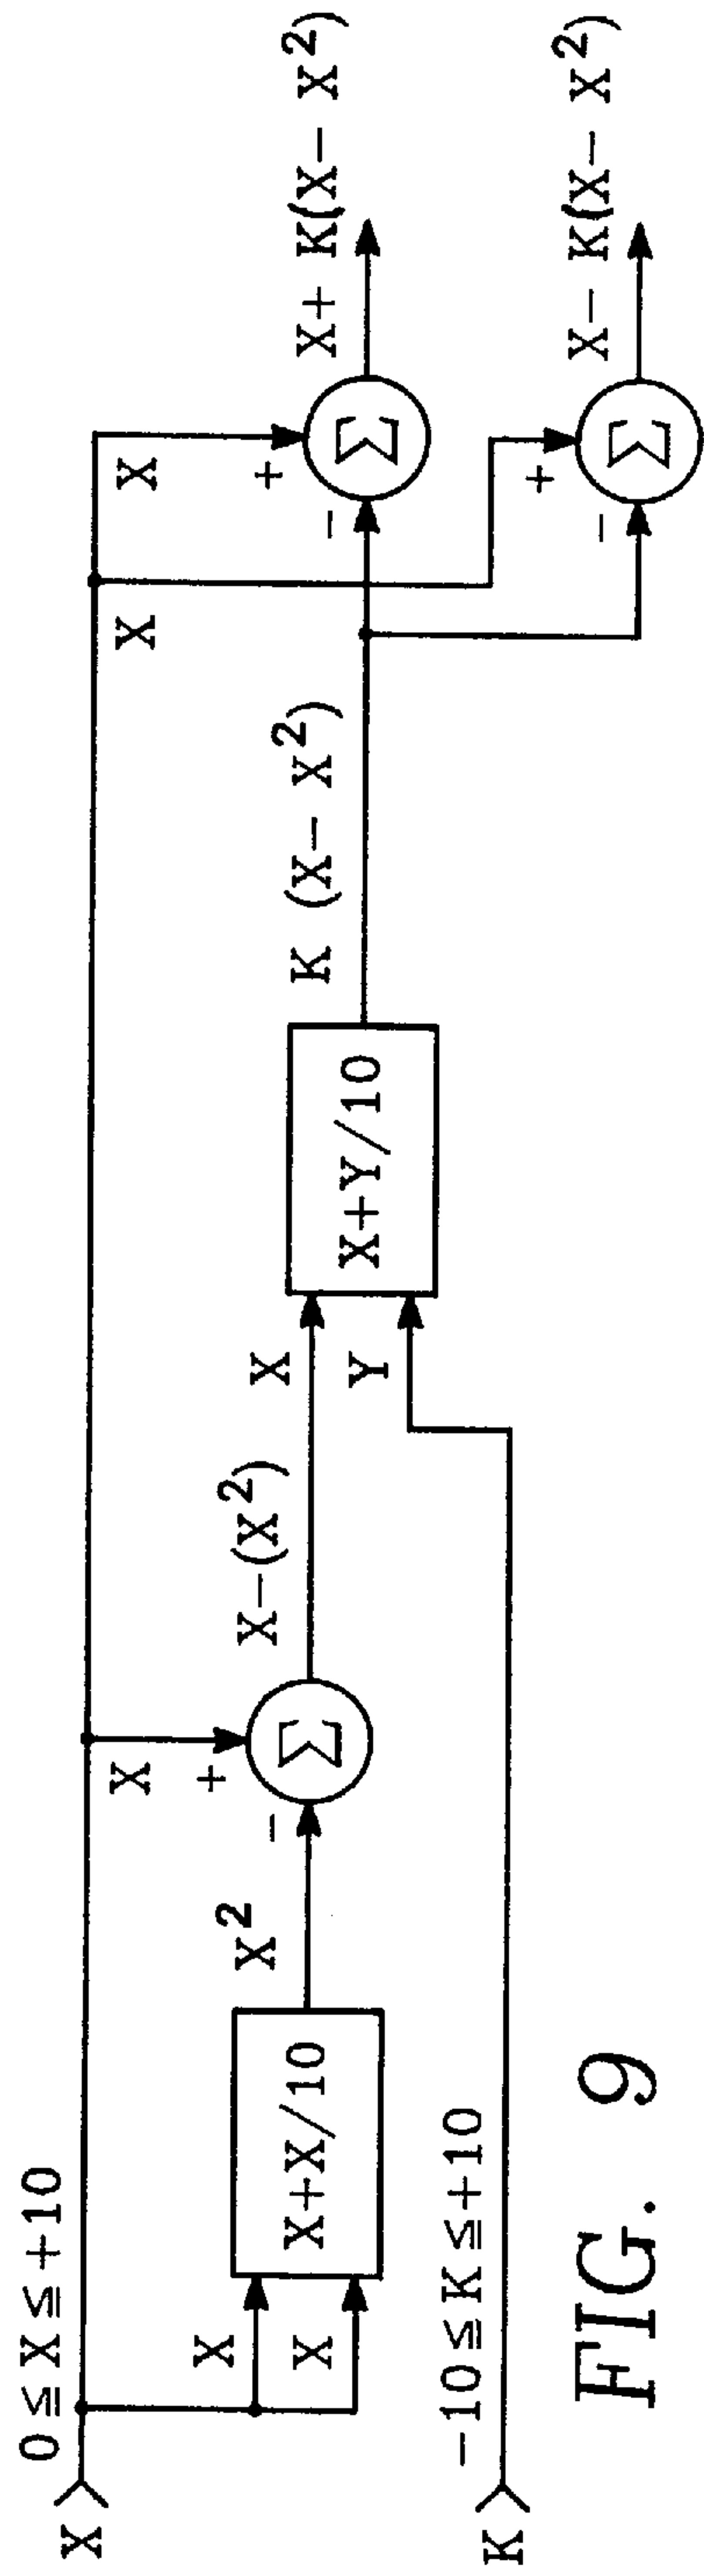 X
0 ≦ X ≦ +10
X
X
X+X/10
X²
X
+
−
Σ
X−(X²)
X
Y
X+Y/10
K (X− X²)
X
X
+
−
Σ
X+ K(X− X²)
+
−
Σ
X− K(X− X²)
K
−10 ≦ K ≦ +10
FIG. 9